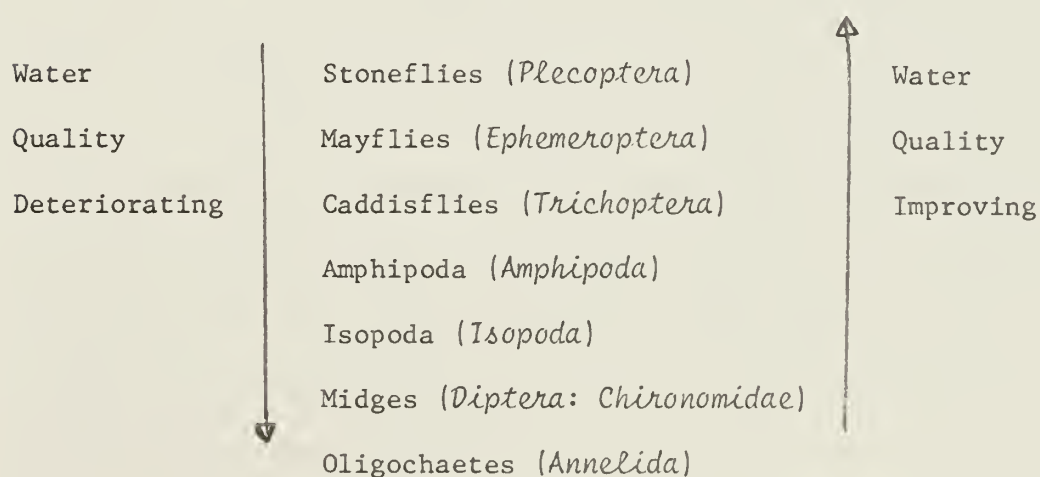 Water Stoneflies (Plecoptera) Water
Quality Mayflies (Ephemeroptera) Quality
Deteriorating Caddisflies (Trichoptera) Improving
Amphipoda (Amphipoda)
Isopoda (Isopoda)
Midges (Diptera: Chironomidae)
Oligochaetes (Annelida)